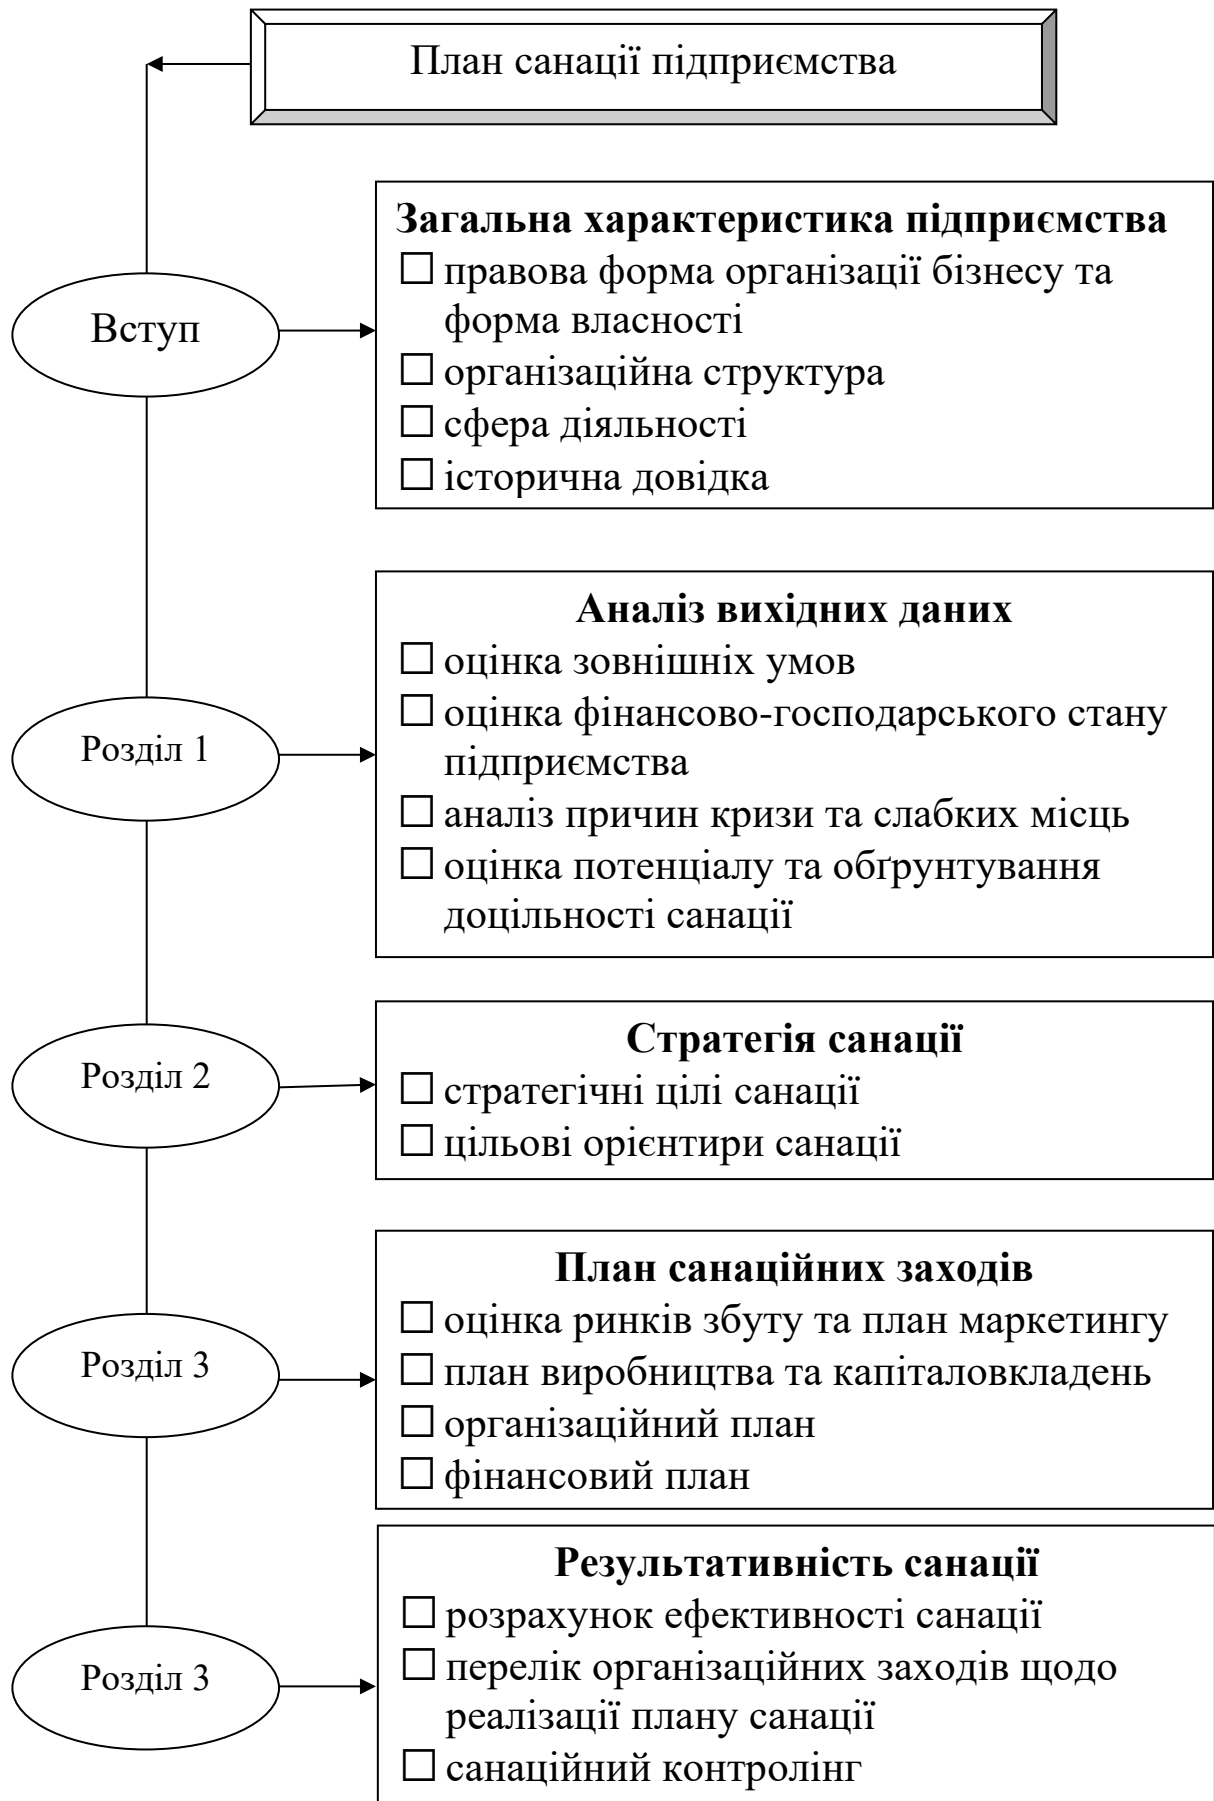 План санації підприємства
Вступ
Загальна характеристика підприємства
☐ правова форма організації бізнесу та
форма власності
☐ організаційна структура
☐ сфера діяльності
☐ історична довідка
Розділ 1
Аналіз вихідних даних
☐ оцінка зовнішніх умов
☐ оцінка фінансово-господарського стану
підприємства
☐ аналіз причин кризи та слабких місць
☐ оцінка потенціалу та обґрунтування
доцільності санації
Розділ 2
Стратегія санації
☐ стратегічні цілі санації
☐ цільові орієнтири санації
Розділ 3
План санаційних заходів
☐ оцінка ринків збуту та план маркетингу
☐ план виробництва та капіталовкладень
☐ організаційний план
☐ фінансовий план
Розділ 3
Результативність санації
☐ розрахунок ефективності санації
☐ перелік організаційних заходів щодо
реалізації плану санації
☐ санаційний контролінг